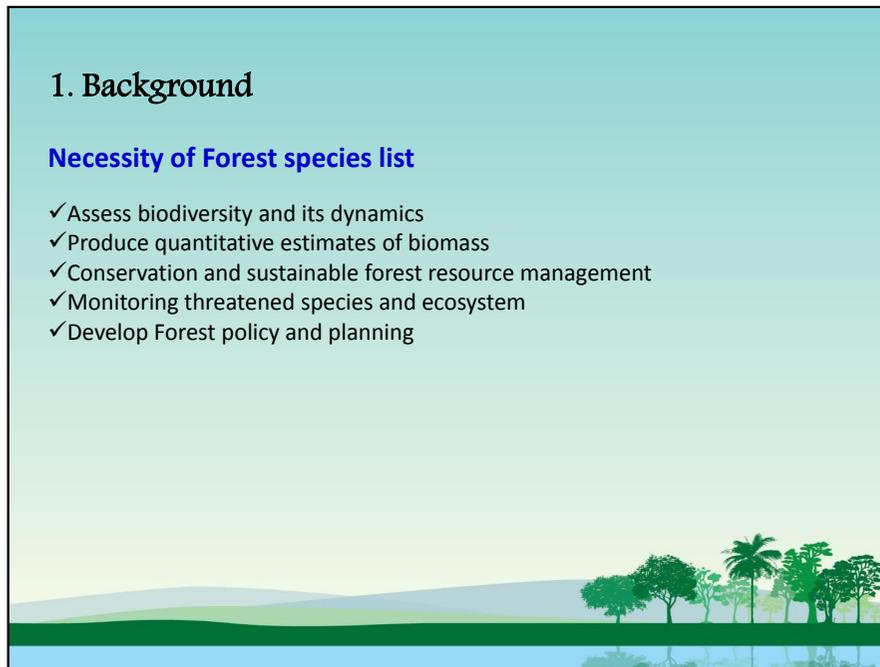 1. Background
Necessity of Forest species list
✓Assess biodiversity and its dynamics
✓Produce quantitative estimates of biomass
✓Conservation and sustainable forest resource management
✓Monitoring threatened species and ecosystem
✓Develop Forest policy and planning